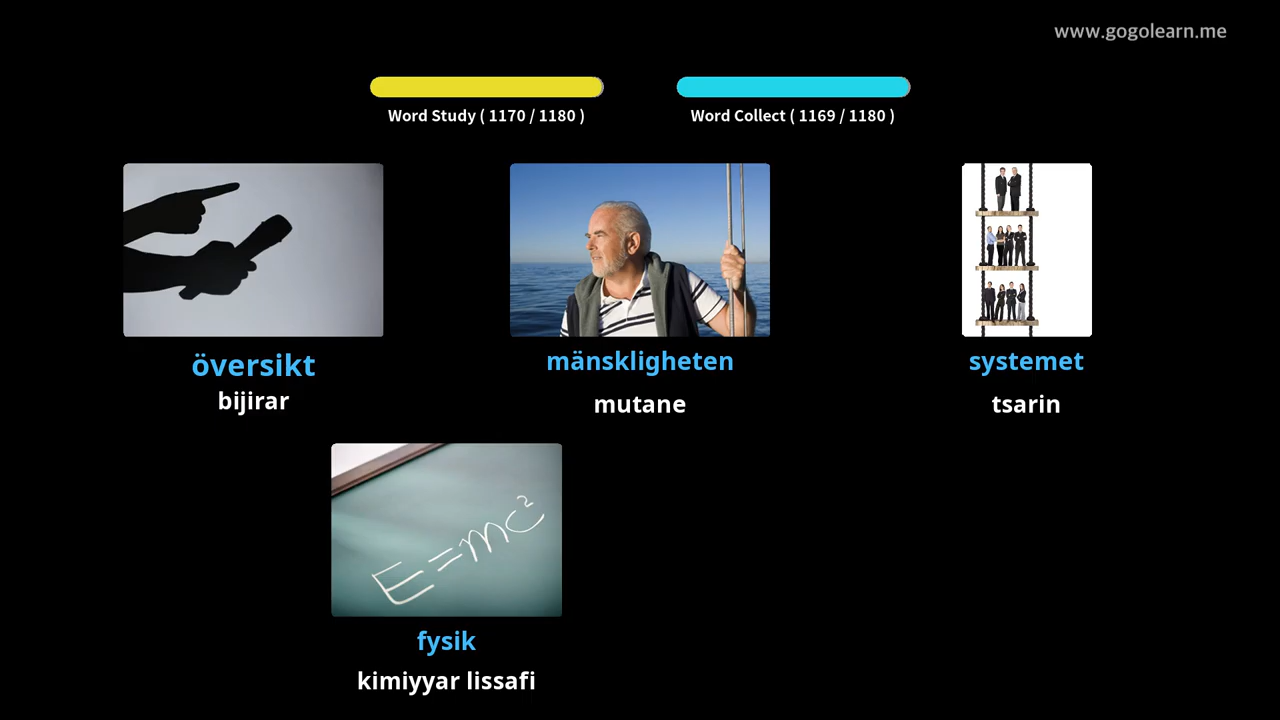 www.gogolearn.me
Word Study ( 1170 / 1180 )
Word Collect ( 1169 / 1180 )
översikt
bijirar
mänskligheten
mutane
systemet
tsarin
E=mc²
fysik
kimiyyar lissafi